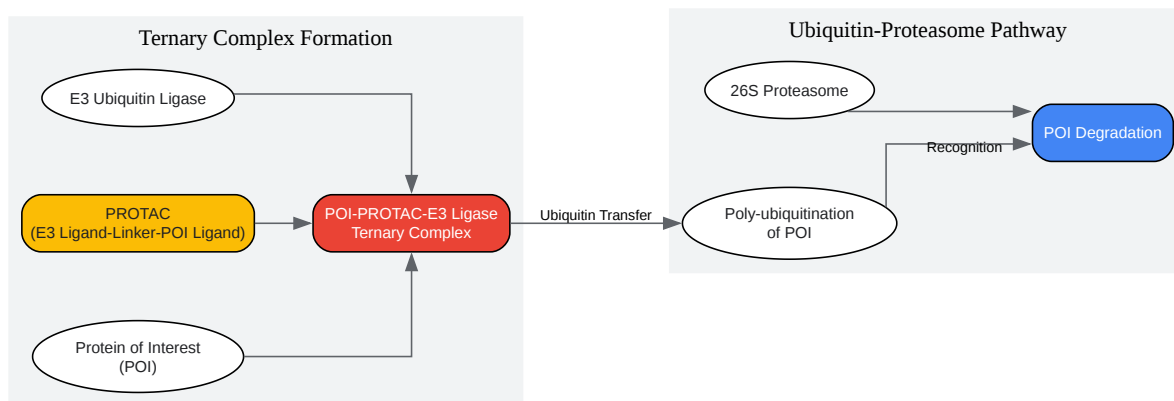 Ternary Complex Formation
E3 Ubiquitin Ligase
PROTAC
(E3 Ligand-Linker-POI Ligand)
POI-PROTAC-E3 Ligase
Ternary Complex
Protein of Interest
(POI)
Ubiquitin Transfer
Ubiquitin-Proteasome Pathway
26S Proteasome
Recognition
POI Degradation
Poly-ubiquitination
of POI